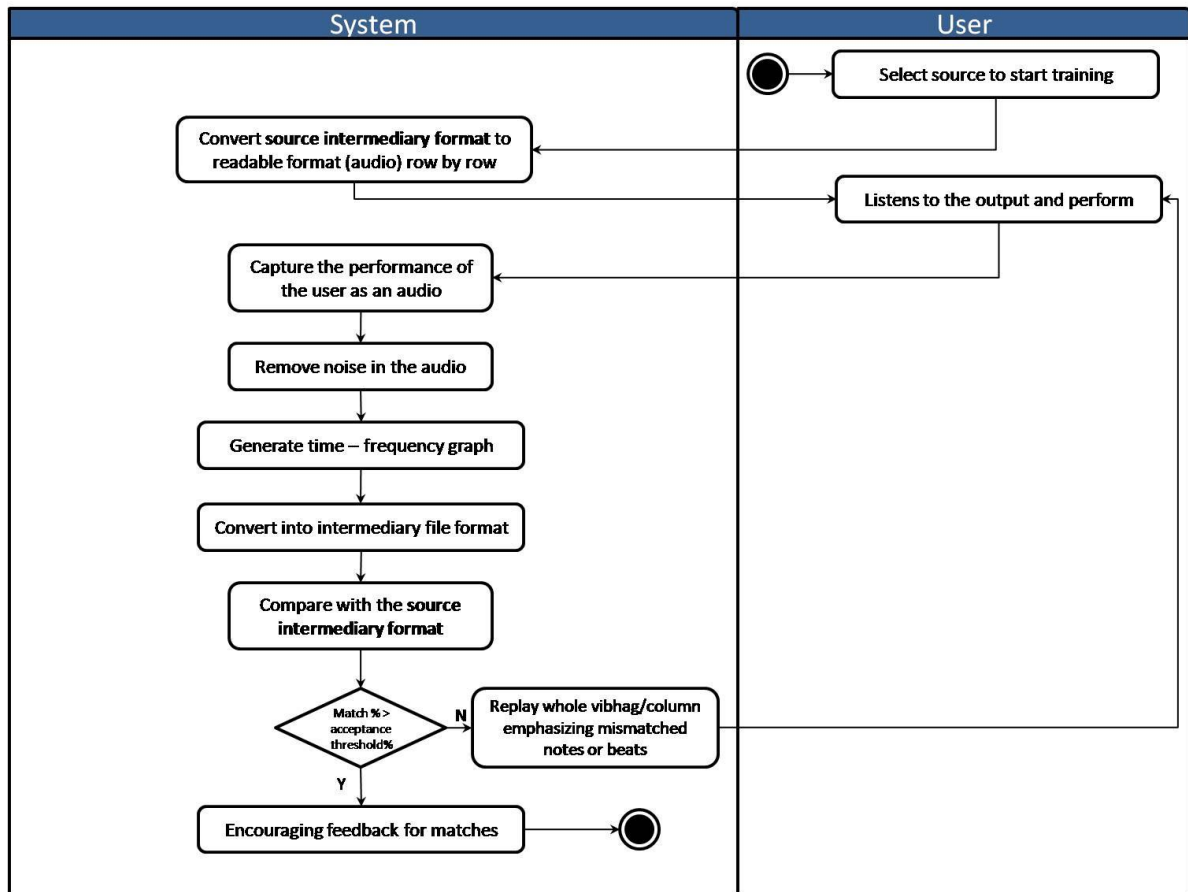 System
User
Select source to start training
Convert source intermediary format to
readable format (audio) row by row
Listens to the output and perform
Capture the performance of
the user as an audio
Remove noise in the audio
Generate time – frequency graph
Convert into intermediary file format
Compare with the source
intermediary format
Match % >
acceptance
threshold%
N
Replay whole vibhag/column
emphasizing mismatched
notes or beats
Y
Encouraging feedback for matches